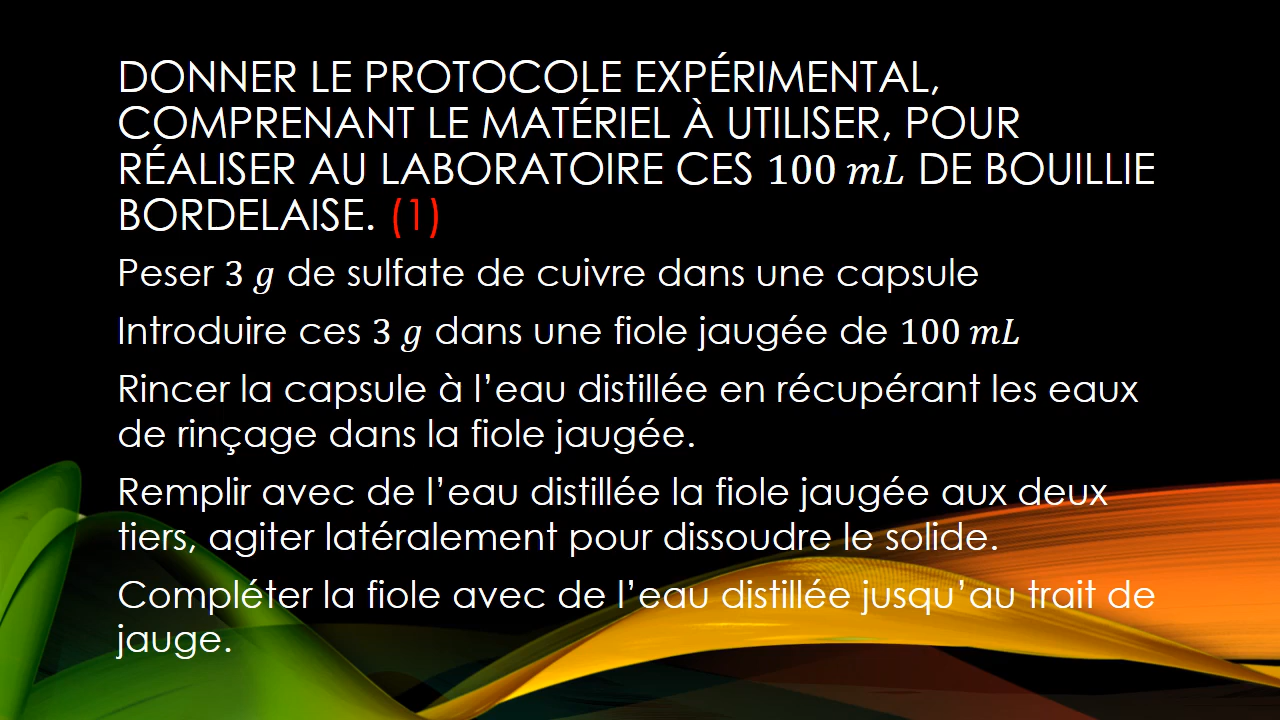 DONNER LE PROTOCOLE EXPÉRIMENTAL,
COMPRENANT LE MATÉRIEL À UTILISER, POUR
RÉALISER AU LABORATOIRE CES 100 mL DE BOUILLIE
BORDELAISE. (1)
Peser 3 g de sulfate de cuivre dans une capsule
Introduire ces 3 g dans une fiole jaugée de 100 mL
Rincer la capsule à l’eau distillée en récupérant les eaux
de rinçage dans la fiole jaugée.
Remplir avec de l’eau distillée la fiole jaugée aux deux
tiers, agiter latéralement pour dissoudre le solide.
Compléter la fiole avec de l’eau distillée jusqu’au trait de
jauge.